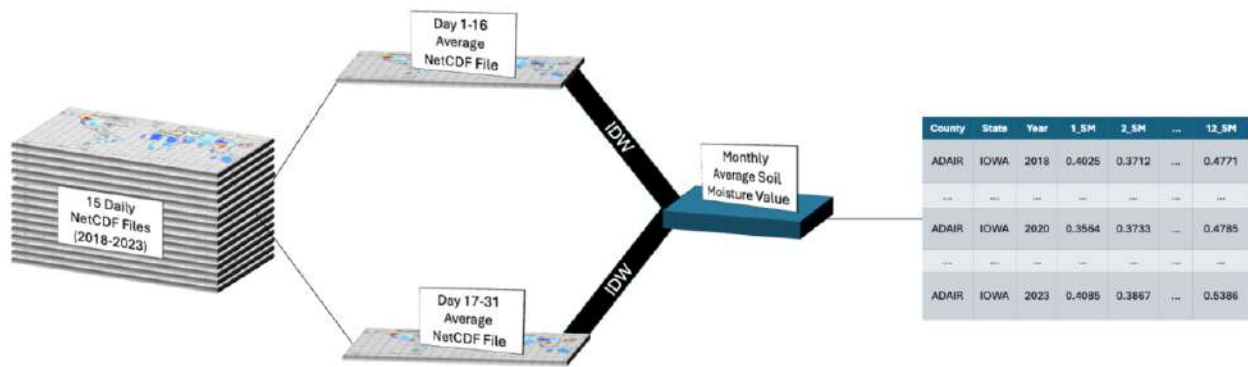 15 Daily
NetCDF Files
(2018-2023)
Day 1-16
Average
NetCDF File
IDW
Day 17-31
Average
NetCDF File
IDW
Monthly
Average Soil
Moisture Value
County State Year 1_SM 2_SM ... 12_SM
ADAIR IOWA 2018 0.4025 0.3712 ... 0.4771
... ... ... ... ... ... ...
ADAIR IOWA 2020 0.3564 0.3733 ... 0.4785
... ... ... ... ... ... ...
ADAIR IOWA 2023 0.4085 0.3867 ... 0.5386